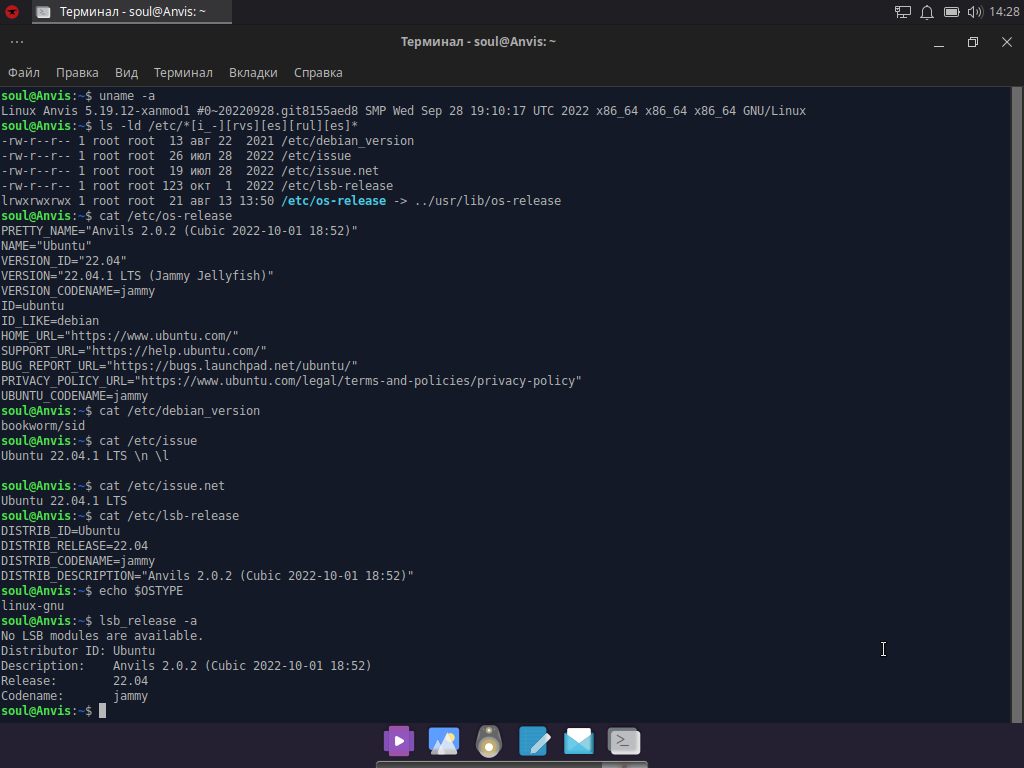 Терминал - soul@Anvis: ~
14:28
Терминал - soul@Anvis: ~
Файл Правка Вид Терминал Вкладки Справка
soul@Anvis:~$ uname -a
Linux Anvis 5.19.12-xanmod1 #0~20220928.git8155aed8 SMP Wed Sep 28 19:10:17 UTC 2022 x86_64 x86_64 x86_64 GNU/Linux
soul@Anvis:~$ ls -ld /etc/*[i_-][rvs][es][rul][es]*
-rw-r--r-- 1 root root  13 авг 22  2021 /etc/debian_version
-rw-r--r-- 1 root root  26 июл 28  2022 /etc/issue
-rw-r--r-- 1 root root  19 июл 28  2022 /etc/issue.net
-rw-r--r-- 1 root root 123 окт  1  2022 /etc/lsb-release
lrwxrwxrwx 1 root root  21 авг 13 13:50 /etc/os-release -> ../usr/lib/os-release
soul@Anvis:~$ cat /etc/os-release
PRETTY_NAME="Anvils 2.0.2 (Cubic 2022-10-01 18:52)"
NAME="Ubuntu"
VERSION_ID="22.04"
VERSION="22.04.1 LTS (Jammy Jellyfish)"
VERSION_CODENAME=jammy
ID=ubuntu
ID_LIKE=debian
HOME_URL="https://www.ubuntu.com/"
SUPPORT_URL="https://help.ubuntu.com/"
BUG_REPORT_URL="https://bugs.launchpad.net/ubuntu/"
PRIVACY_POLICY_URL="https://www.ubuntu.com/legal/terms-and-policies/privacy-policy"
UBUNTU_CODENAME=jammy
soul@Anvis:~$ cat /etc/debian_version
bookworm/sid
soul@Anvis:~$ cat /etc/issue
Ubuntu 22.04.1 LTS \n \l
soul@Anvis:~$ cat /etc/issue.net
Ubuntu 22.04.1 LTS
soul@Anvis:~$ cat /etc/lsb-release
DISTRIB_ID=Ubuntu
DISTRIB_RELEASE=22.04
DISTRIB_CODENAME=jammy
DISTRIB_DESCRIPTION="Anvils 2.0.2 (Cubic 2022-10-01 18:52)"
soul@Anvis:~$ echo $OSTYPE
linux-gnu
soul@Anvis:~$ lsb_release -a
No LSB modules are available.
Distributor ID: Ubuntu
Description:    Anvils 2.0.2 (Cubic 2022-10-01 18:52)
Release:        22.04
Codename:       jammy
soul@Anvis:~$